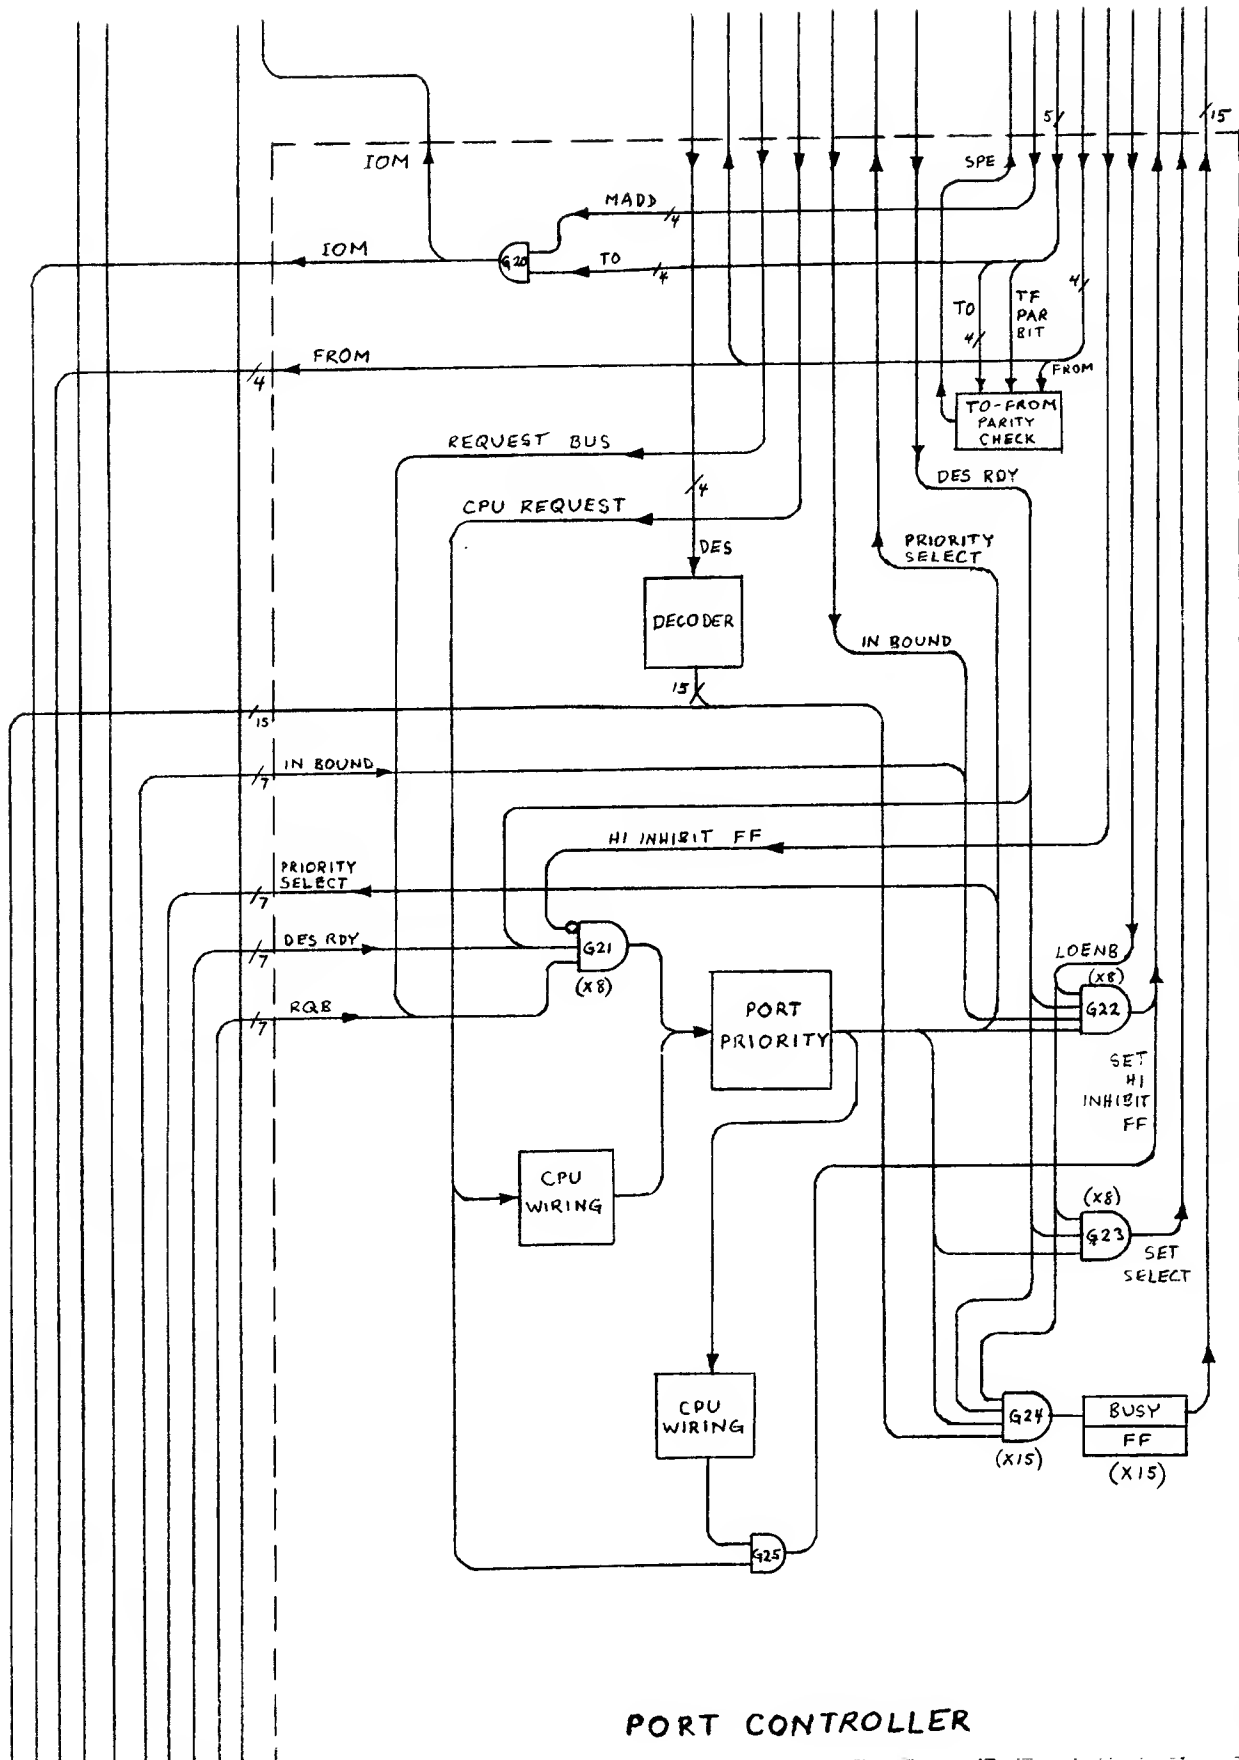 15
5
IOM
SPE
MADD
4
IOM
G20
TO
4
4
TO
4
TF
PAR
BIT
FROM
4
FROM
TO-FROM
PARITY
CHECK
REQUEST BUS
DES RDY
4
CPU REQUEST
DES
PRIORITY
SELECT
DECODER
IN BOUND
15
15
IN BOUND
7
HI INHIBIT FF
PRIORITY
SELECT
7
DES RDY
7
G21
(X8)
LOENB
(X8)
G22
RQB
7
PORT
PRIORITY
SET
HI
INHIBIT
FF
CPU
WIRING
(X8)
G23
SET
SELECT
CPU
WIRING
G24
(X15)
BUSY
FF
(X15)
G25
PORT CONTROLLER